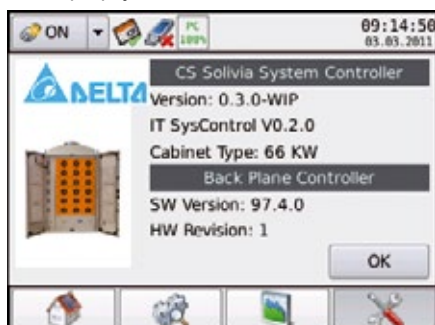 ON
PC
100%
09:14:50
03.03.2011
CS Solivia System Controller
DELTA
Version: 0.3.0-WIP
IT SysControl V0.2.0
Cabinet Type: 66 KW
Back Plane Controller
SW Version: 97.4.0
HW Revision: 1
OK